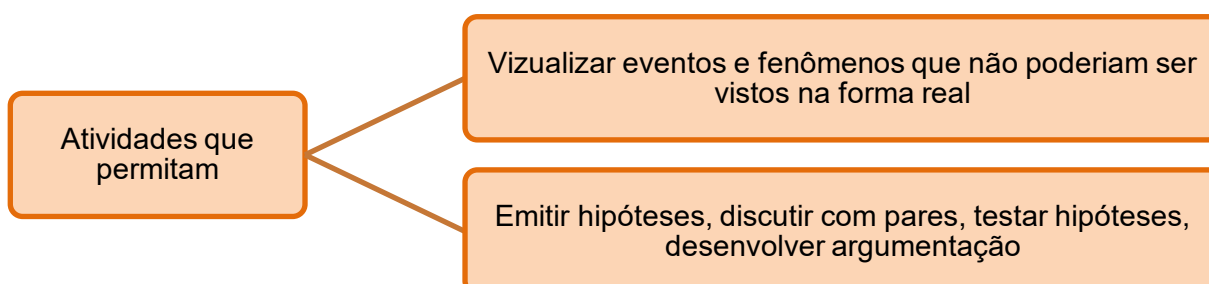 Atividades que
permitam
Vizualizar eventos e fenômenos que não poderiam ser
vistos na forma real
Emitir hipóteses, discutir com pares, testar hipóteses,
desenvolver argumentação